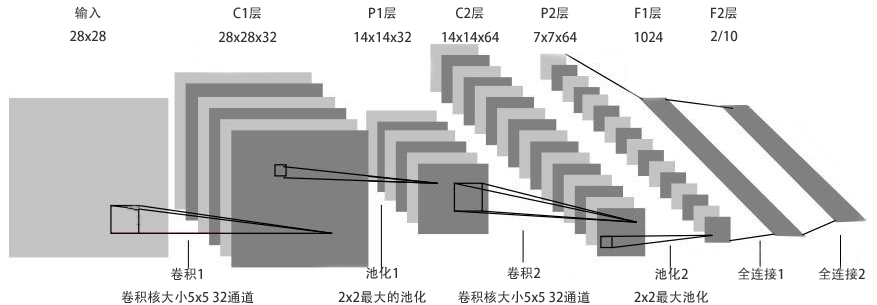 输入 C1层 P1层 C2层 P2层 F1层 F2层
28x28 28x28x32 14x14x32 14x14x64 7x7x64 1024 2/10
卷积1 池化1 卷积2 池化2 全连接1 全连接2
卷积核大小5x5 32通道 2x2最大的池化 卷积核大小5x5 32通道 2x2最大池化